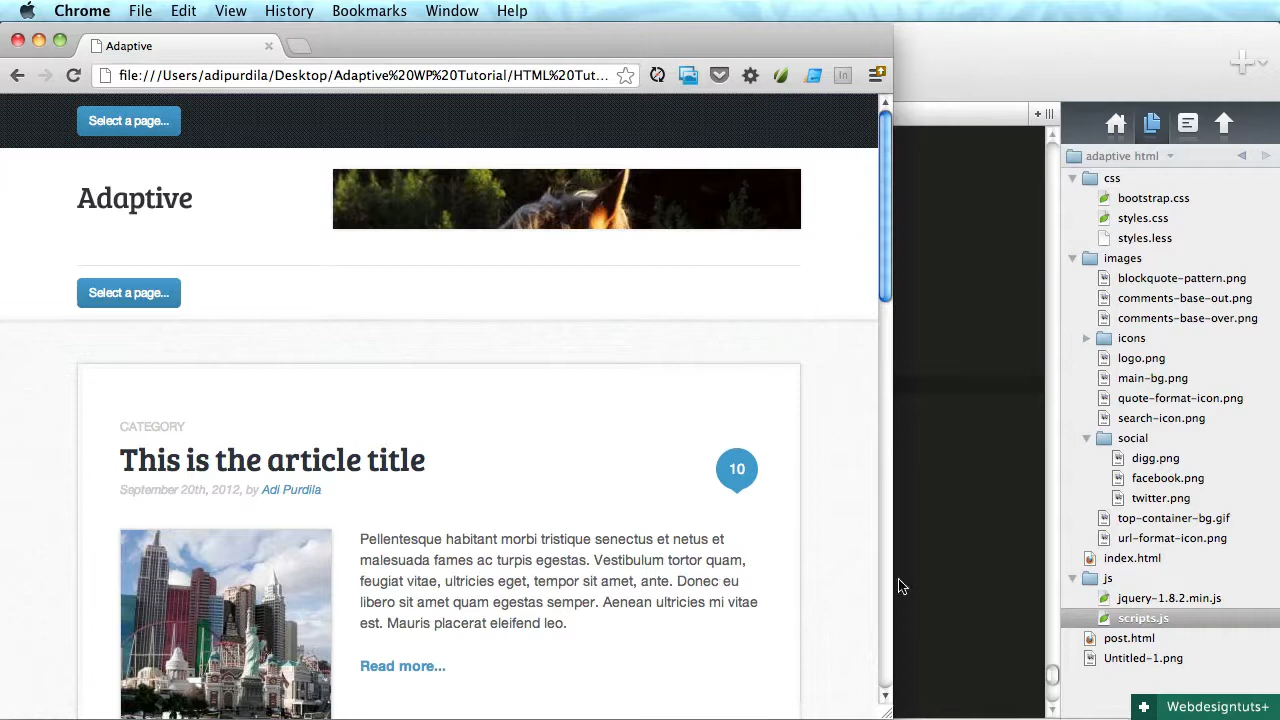 Chrome File Edit View History Bookmarks Window Help
Adaptive
file:///Users/adipurdila/Desktop/Adaptive%20WP%20Tutorial/HTML%20Tut...
Select a page...
Adaptive
Select a page...
CATEGORY
This is the article title
10
September 20th, 2012, by Adi Purdila
Pellentesque habitant morbi tristique senectus et netus et
malesuada fames ac turpis egestas. Vestibulum tortor quam,
feugiat vitae, ultricies eget, tempor sit amet, ante. Donec eu
libero sit amet quam egestas semper. Aenean ultricies mi vitae
est. Mauris placerat eleifend leo.
Read more...
adaptive html
css
bootstrap.css
styles.css
styles.less
images
blockquote-pattern.png
comments-base-out.png
comments-base-over.png
icons
logo.png
main-bg.png
quote-format-icon.png
search-icon.png
social
digg.png
facebook.png
twitter.png
top-container-bg.gif
url-format-icon.png
index.html
js
jquery-1.8.2.min.js
scripts.js
post.html
Untitled-1.png
Webdesigntuts+